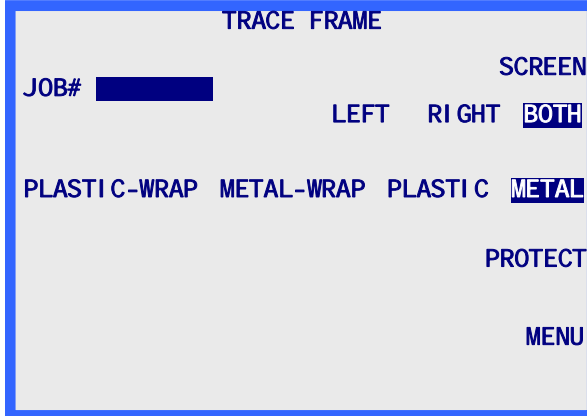 TRACE FRAME
SCREEN
JOB#
LEFT RIGHT BOTH
PLASTIC-WRAP METAL-WRAP PLASTIC METAL
PROTECT
MENU